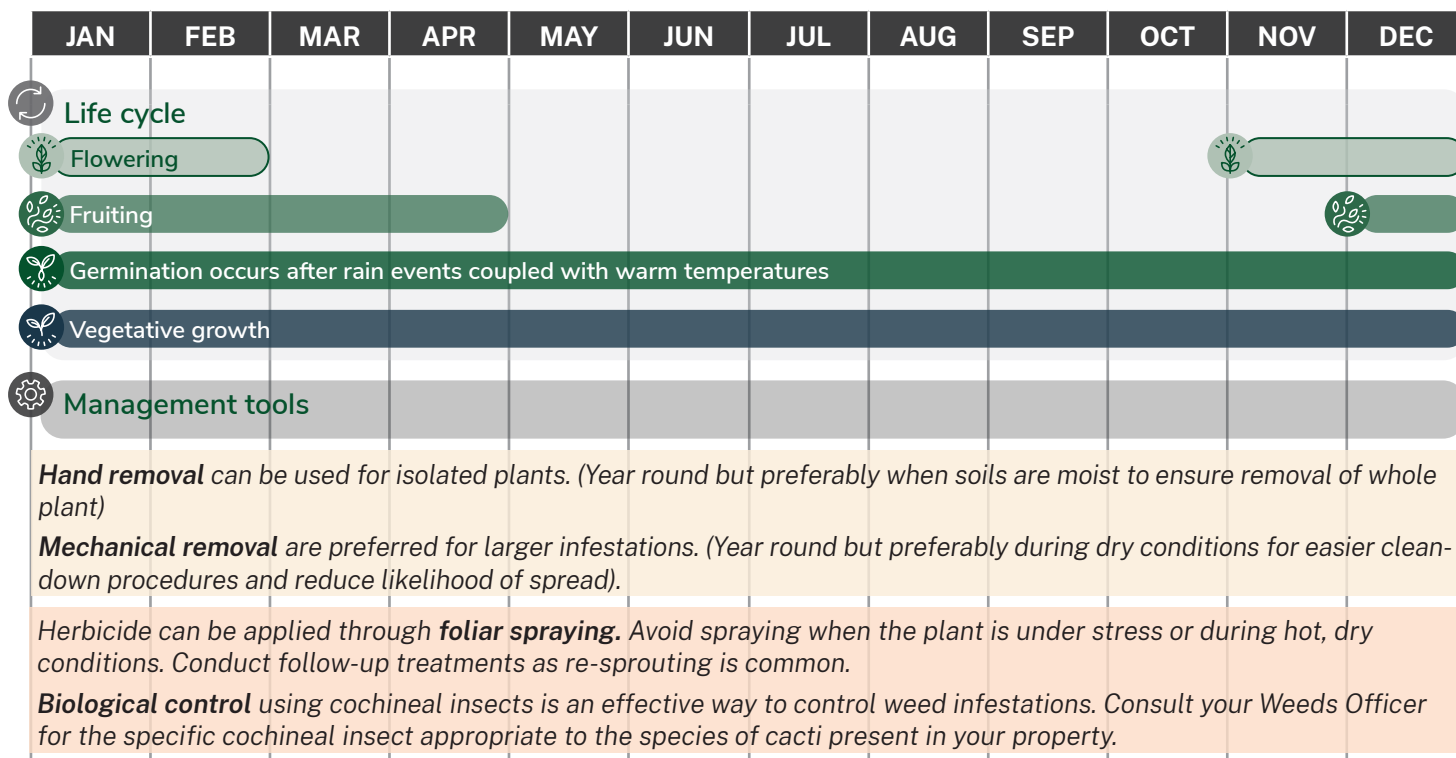 JAN FEB MAR APR MAY JUN JUL AUG SEP OCT NOV DEC
Life cycle
Flowering
Fruiting
Germination occurs after rain events coupled with warm temperatures
Vegetative growth
Management tools
Hand removal can be used for isolated plants. (Year round but preferably when soils are moist to ensure removal of whole
plant)
Mechanical removal are preferred for larger infestations. (Year round but preferably during dry conditions for easier clean-
down procedures and reduce likelihood of spread).
Herbicide can be applied through foliar spraying. Avoid spraying when the plant is under stress or during hot, dry
conditions. Conduct follow-up treatments as re-sprouting is common.
Biological control using cochineal insects is an effective way to control weed infestations. Consult your Weeds Officer
for the specific cochineal insect appropriate to the species of cacti present in your property.